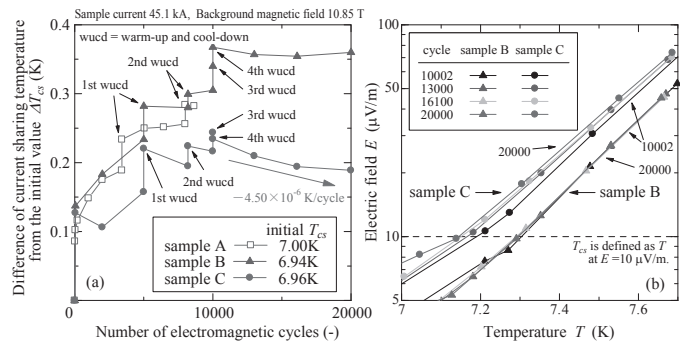 Sample current 45.1 kA, Background magnetic field 10.85 T
Difference of current sharing temperature
from the initial value ΔTcs (K)
0.4
0.3
0.2
0.1
0
wucd = warm-up and cool-down
2nd wucd
1st wucd
4th wucd
3rd wucd
3rd wucd
4th wucd
2nd wucd
1st wucd
−4.50×10⁻⁶ K/cycle
initial Tcs
sample A 7.00K
sample B 6.94K
sample C 6.96K
(a)
0 10000 20000
Number of electromagnetic cycles (-)
Electric field E (μV/m)
10
5
cycle sample B sample C
10002
13000
16100
20000
20000
10002
20000
sample C
sample B
Tcs is defined as T
at E=10 μV/m.
(b)
7 7.2 7.4 7.6
Temperature T (K)